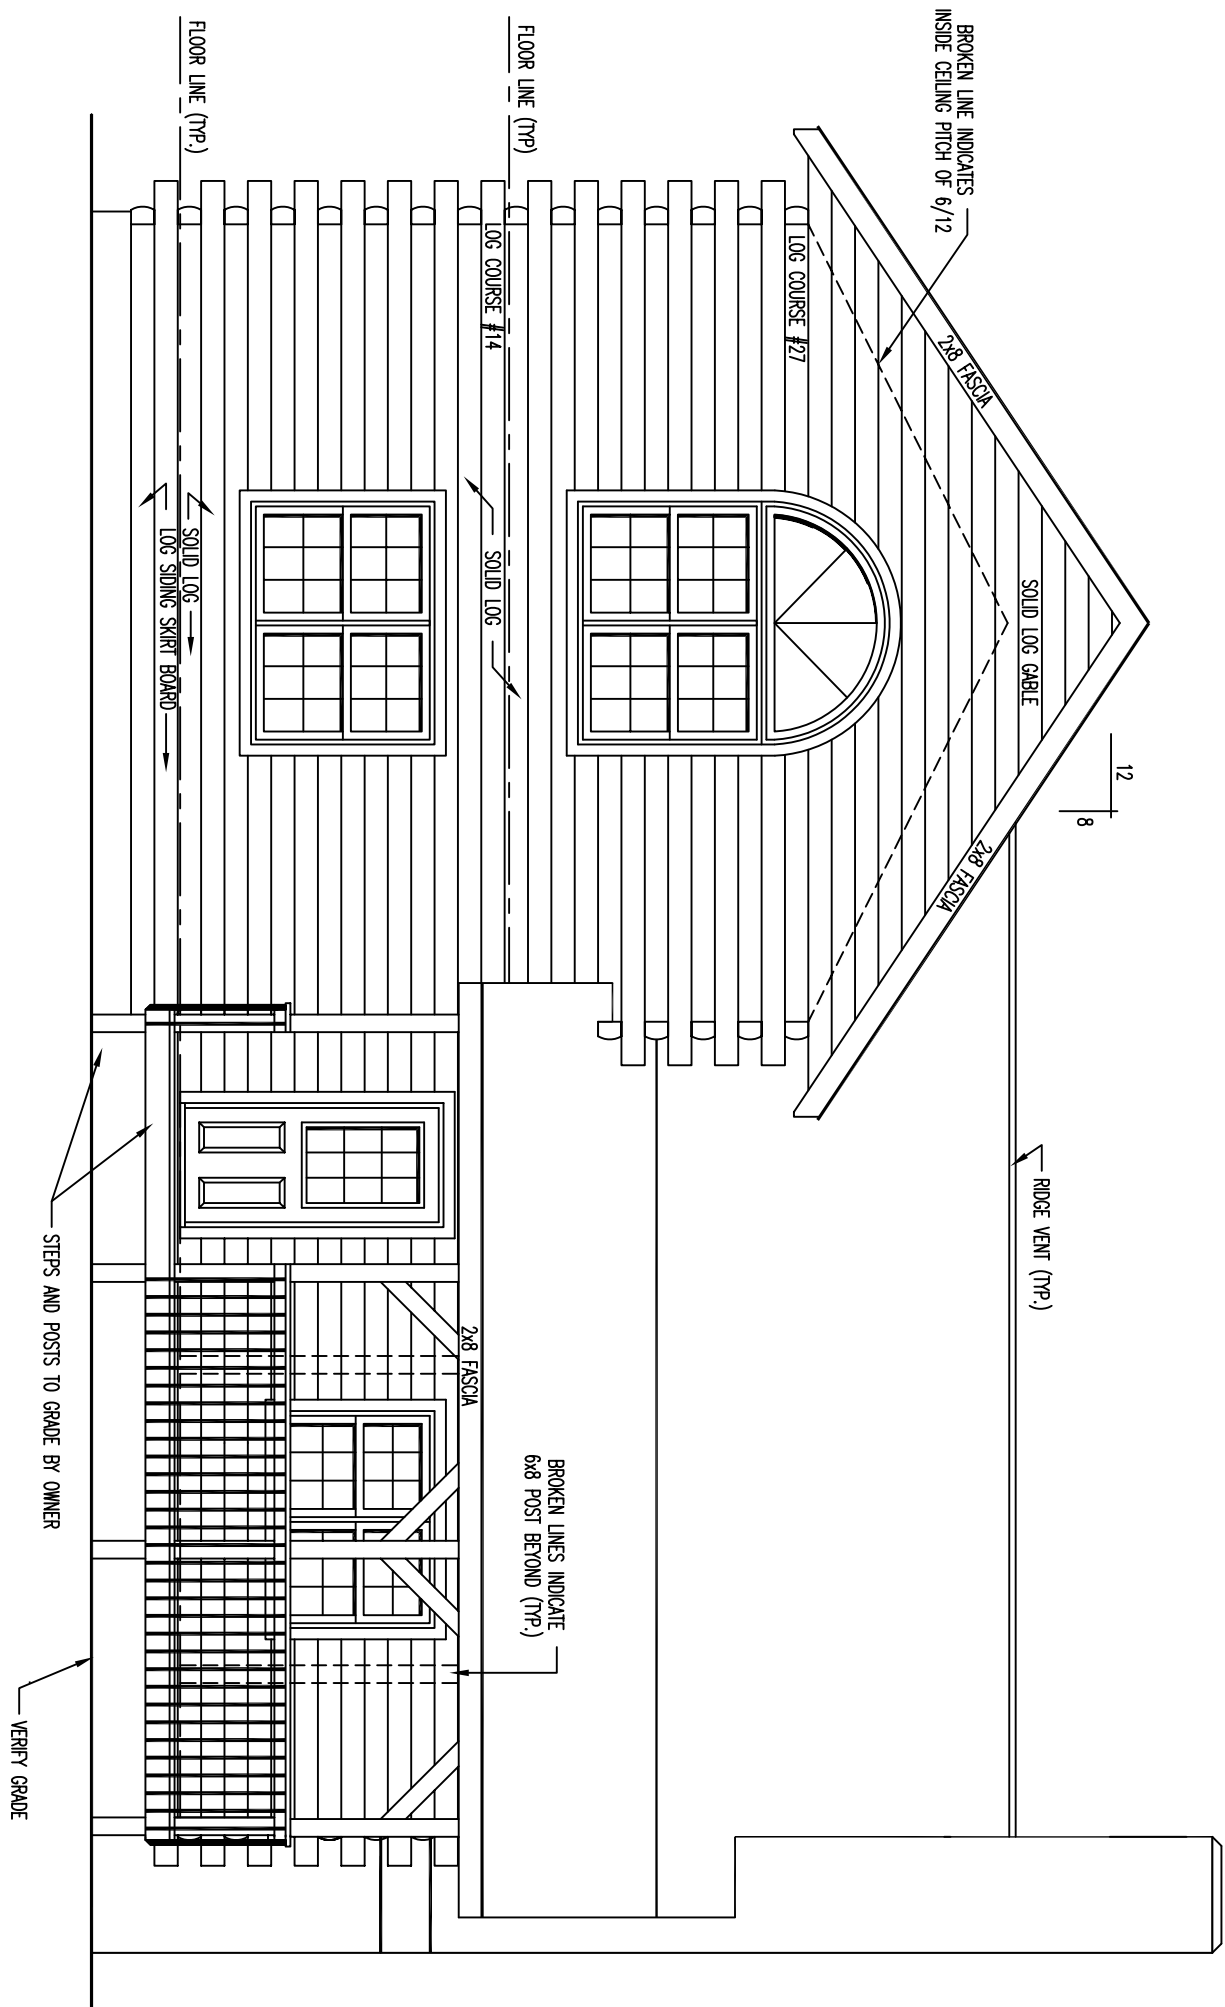 BROKEN LINE INDICATES
INSIDE CEILING PITCH OF 6/12
2x8 FASCIA
SOLID LOG GABLE
12
8
2x8 FASCIA
RIDGE VENT (TYP.)
LOG COURSE #27
FLOOR LINE (TYP)
LOG COURSE #14
SOLID LOG
2x8 FASCIA
BROKEN LINES INDICATE
6x8 POST BEYOND (TYP.)
FLOOR LINE (TYP.)
SOLID LOG
LOG SIDING SKIRT BOARD
STEPS AND POSTS TO GRADE BY OWNER
VERIFY GRADE